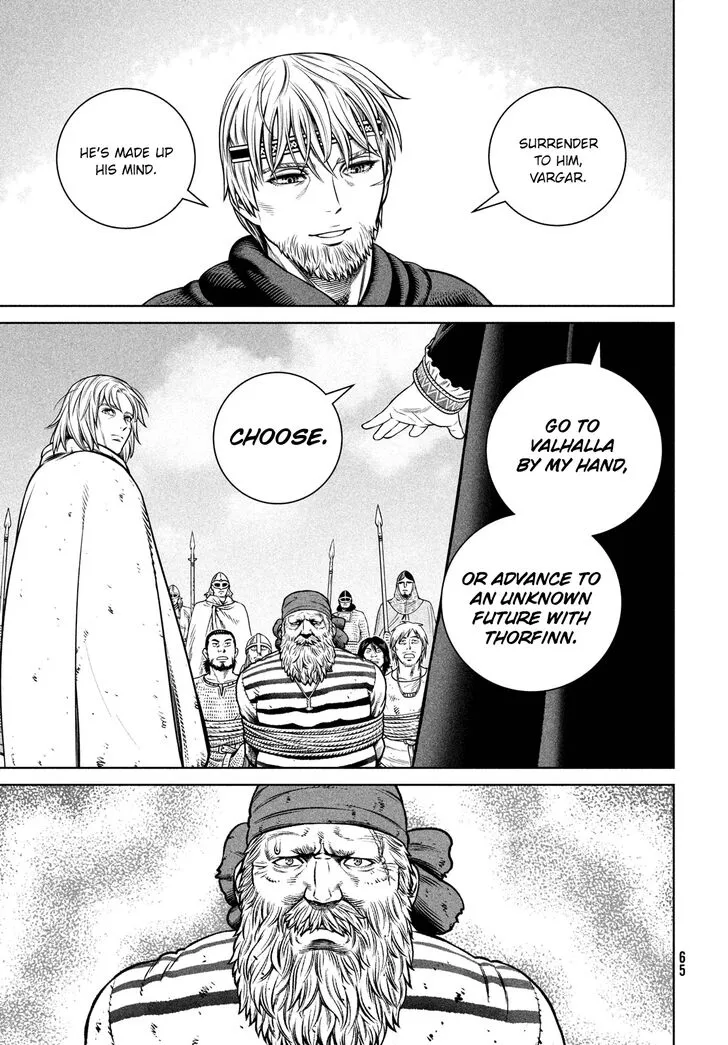 SURRENDER
TO HIM,
VARGAR.
HE'S MADE UP
HIS MIND.
GO TO
VALHALLA
BY MY HAND,
OR ADVANCE TO
AN UNKNOWN
FUTURE WITH
THORFINN.
CHOOSE.
65